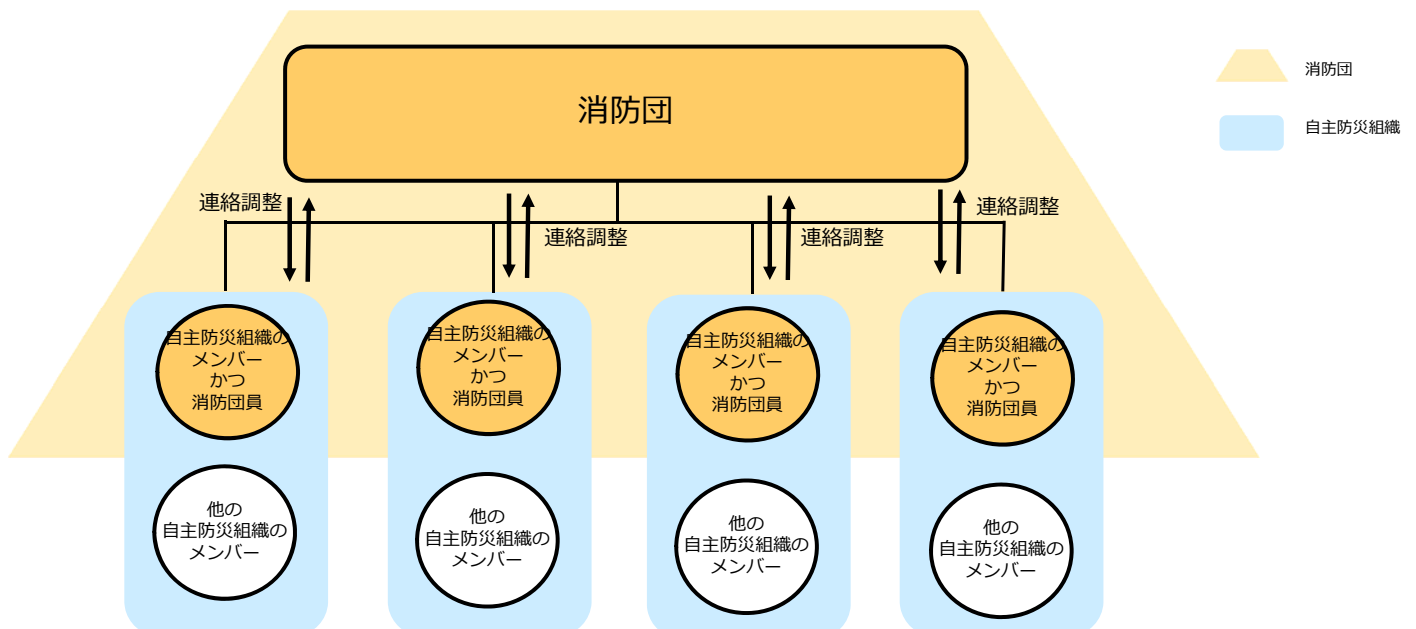 消防団
消防団
自主防災組織
連絡調整
連絡調整
連絡調整
連絡調整
自主防災組織の
メンバー
かつ
消防団員
自主防災組織の
メンバー
かつ
消防団員
自主防災組織の
メンバー
かつ
消防団員
自主防災組織の
メンバー
かつ
消防団員
他の
自主防災組織の
メンバー
他の
自主防災組織の
メンバー
他の
自主防災組織の
メンバー
他の
自主防災組織の
メンバー